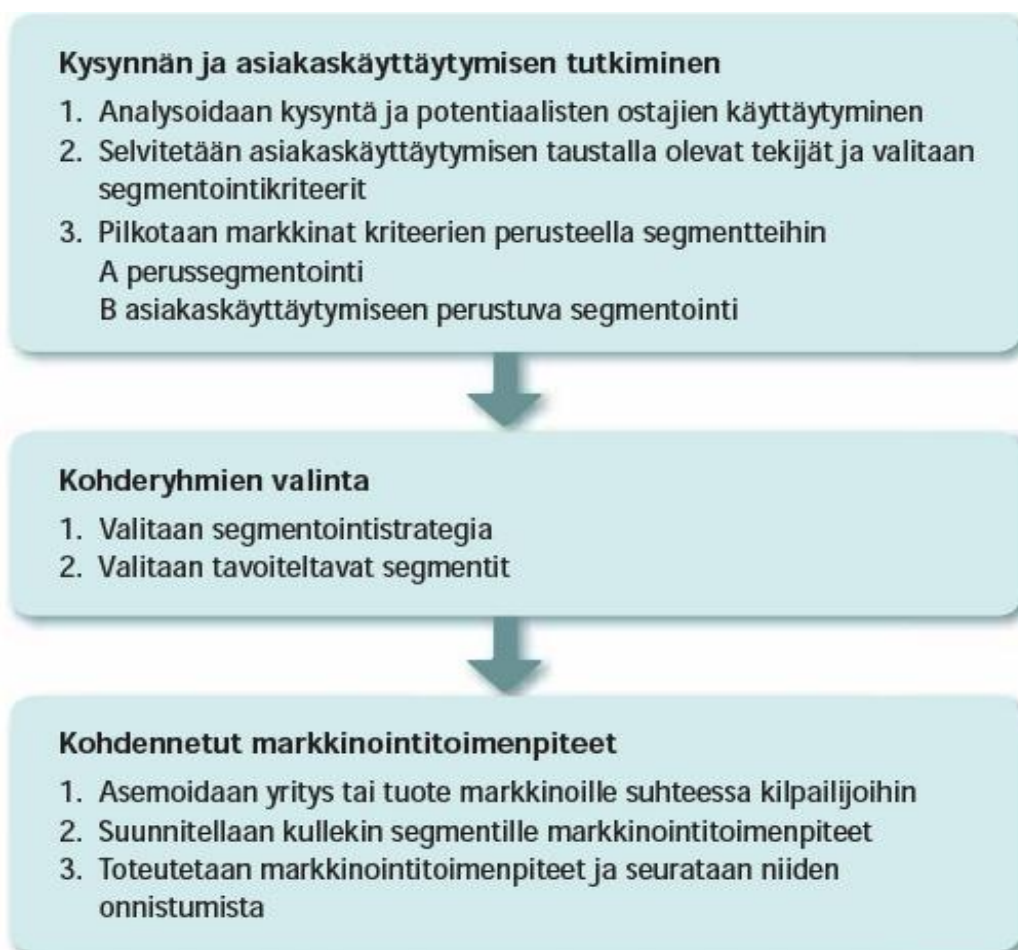 Kysynnän ja asiakaskäyttäytymisen tutkiminen
1. Analysoidaan kysyntä ja potentiaalisten ostajien käyttäytyminen
2. Selvitetään asiakaskäyttäytymisen taustalla olevat tekijät ja valitaan
segmentointikriteerit
3. Pilkotaan markkinat kriteerien perusteella segmentteihin
A perussegmentointi
B asiakaskäyttäytymiseen perustuva segmentointi
Kohderyhmien valinta
1. Valitaan segmentointistrategia
2. Valitaan tavoiteltavat segmentit
Kohdennetut markkinointitoimenpiteet
1. Asemoidaan yritys tai tuote markkinoille suhteessa kilpailijoihin
2. Suunnitellaan kullekin segmentille markkinointitoimenpiteet
3. Toteutetaan markkinointitoimenpiteet ja seurataan niiden
onnistumista